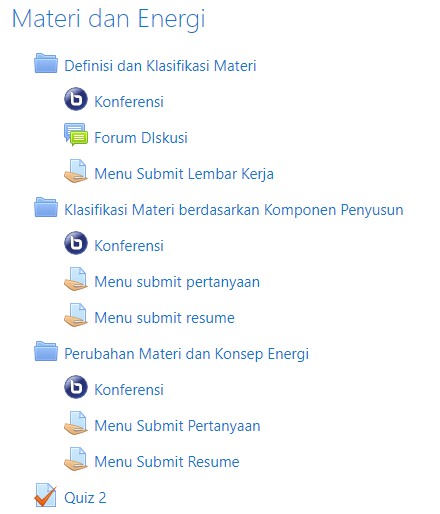 Materi dan Energi
Definisi dan Klasifikasi Materi
Konferensi
Forum DIskusi
Menu Submit Lembar Kerja
Klasifikasi Materi berdasarkan Komponen Penyusun
Konferensi
Menu submit pertanyaan
Menu submit resume
Perubahan Materi dan Konsep Energi
Konferensi
Menu Submit Pertanyaan
Menu Submit Resume
Quiz 2